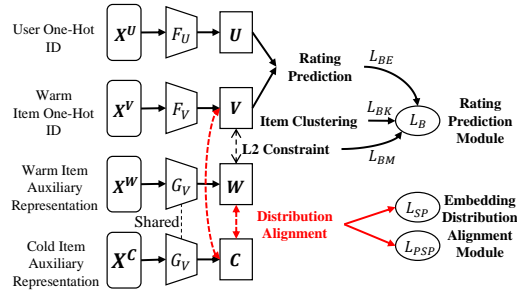 User One-Hot
ID
X^U
F_U
U
Rating
Prediction
L_BE
Warm
Item One-Hot
ID
X^V
F_V
V
Item Clustering
L_BK
L_B
Rating
Prediction
Module
L2 Constraint
L_BM
Warm Item
Auxiliary
Representation
X^W
G_V
W
Shared
Distribution
Alignment
L_SP
L_PSP
Embedding
Distribution
Alignment
Module
Cold Item
Auxiliary
Representation
X^C
G_V
C